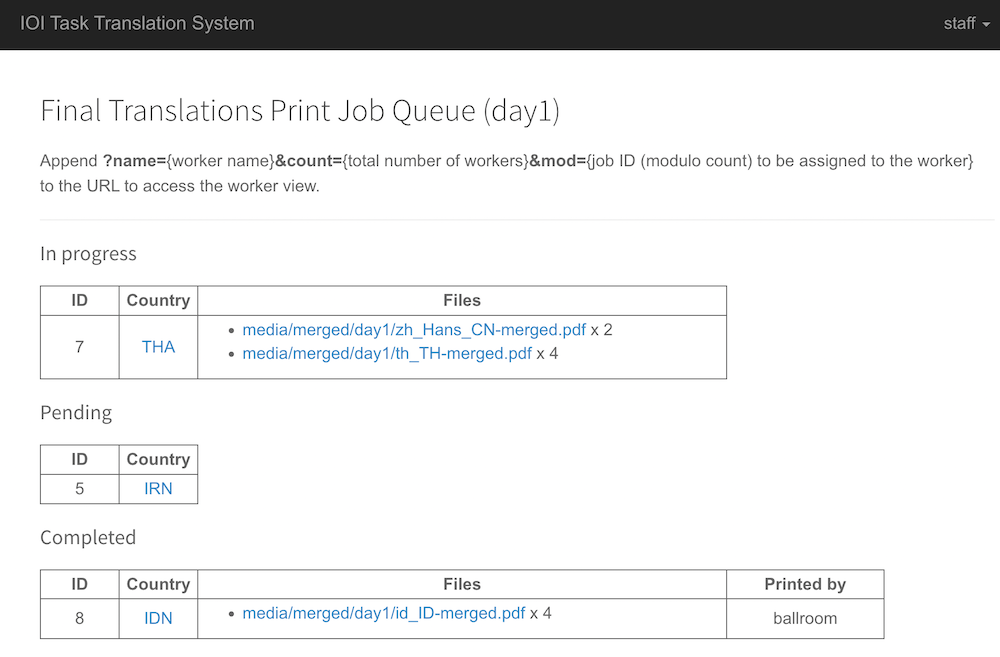 IOI Task Translation System
staff
Final Translations Print Job Queue (day1)
Append ?name={worker name}&count={total number of workers}&mod={job ID (modulo count) to be assigned to the worker}
to the URL to access the worker view.
In progress
ID Country Files
7 THA
media/merged/day1/zh_Hans_CN-merged.pdf x 2
media/merged/day1/th_TH-merged.pdf x 4
Pending
ID Country
5 IRN
Completed
ID Country Files Printed by
8 IDN media/merged/day1/id_ID-merged.pdf x 4 ballroom